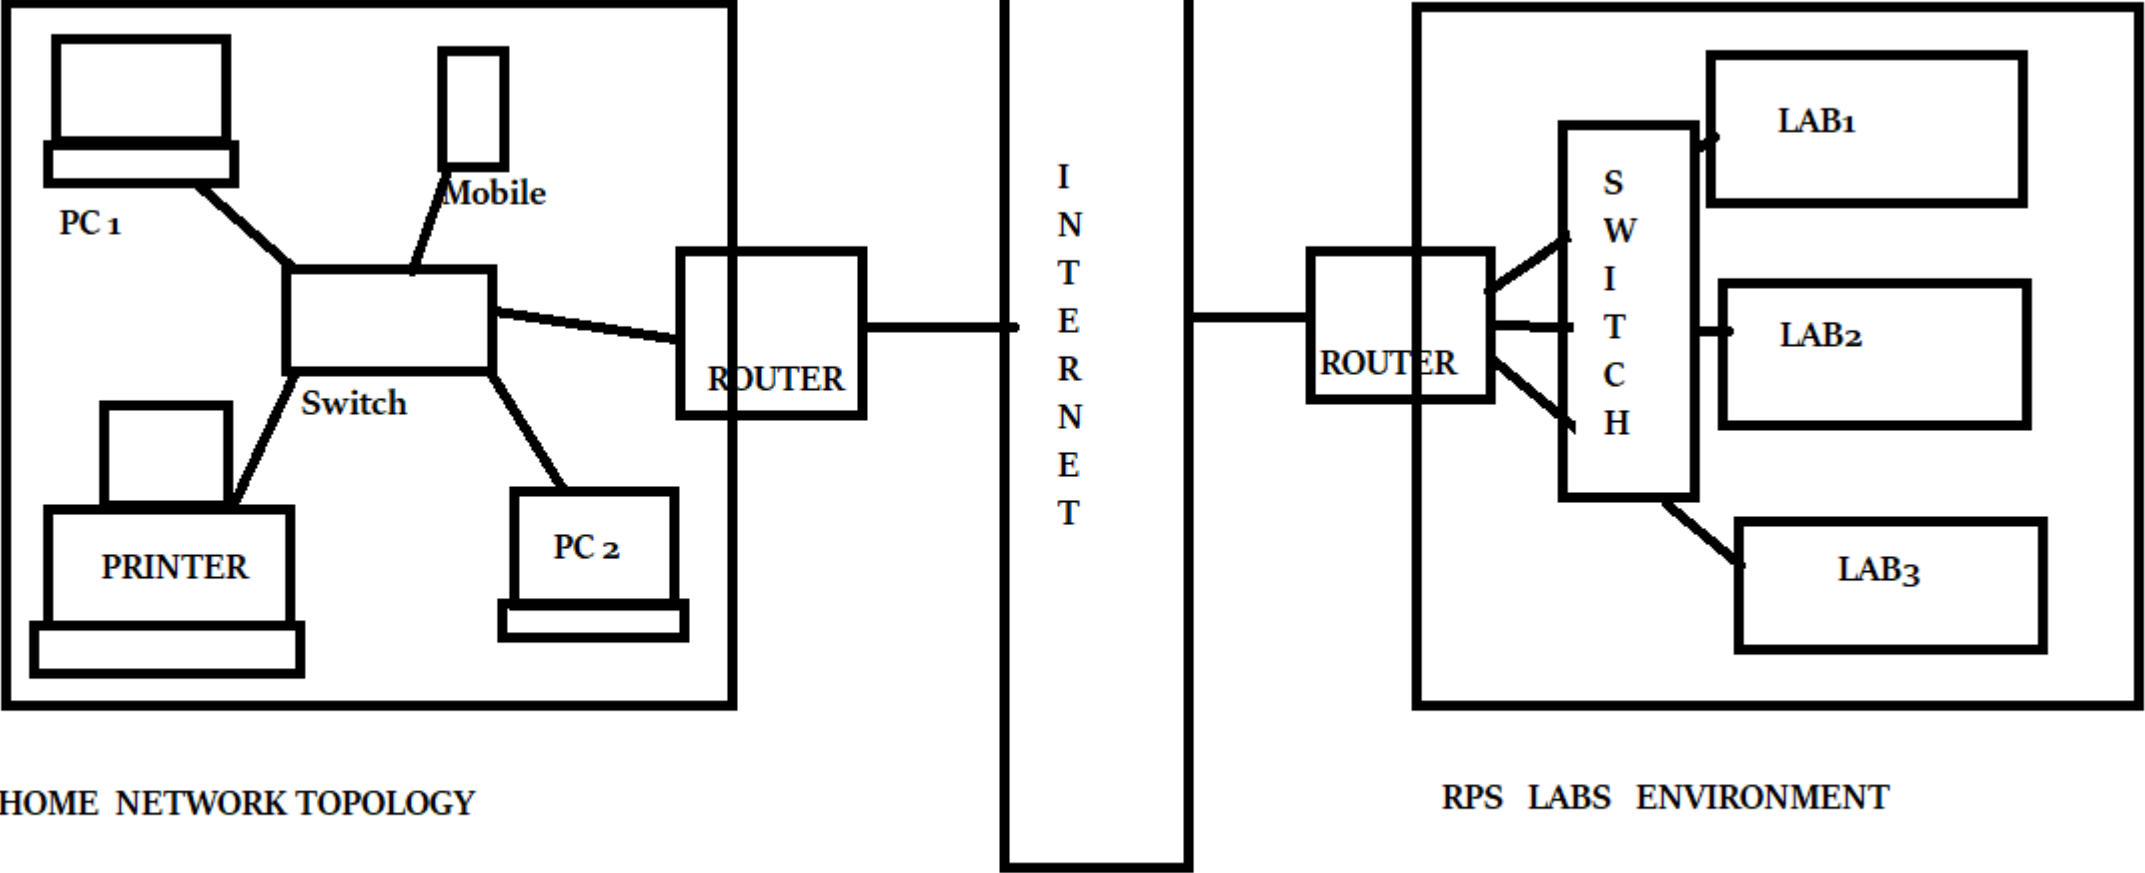 PC 1
Mobile
Switch
PRINTER
PC 2
ROUTER
HOME NETWORK TOPOLOGY
I
N
T
E
R
N
E
T
ROUTER
S
W
I
T
C
H
LAB1
LAB2
LAB3
RPS LABS ENVIRONMENT